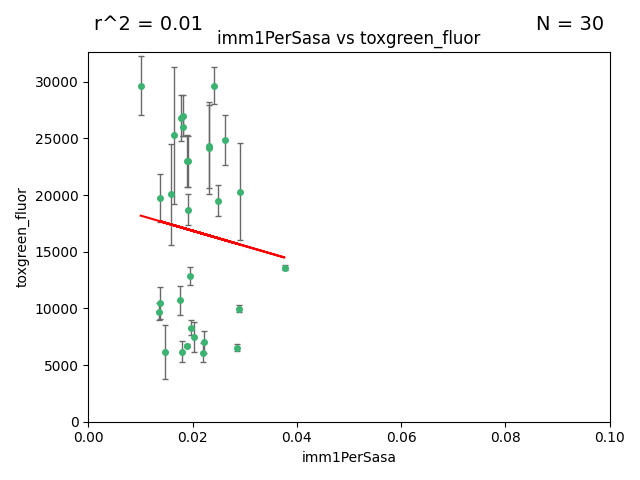 r^2 = 0.01
N = 30
imm1PerSasa vs toxgreen_fluor
toxgreen_fluor
30000
25000
20000
15000
10000
5000
0
0.00
0.02
0.04
0.06
0.08
0.10
imm1PerSasa